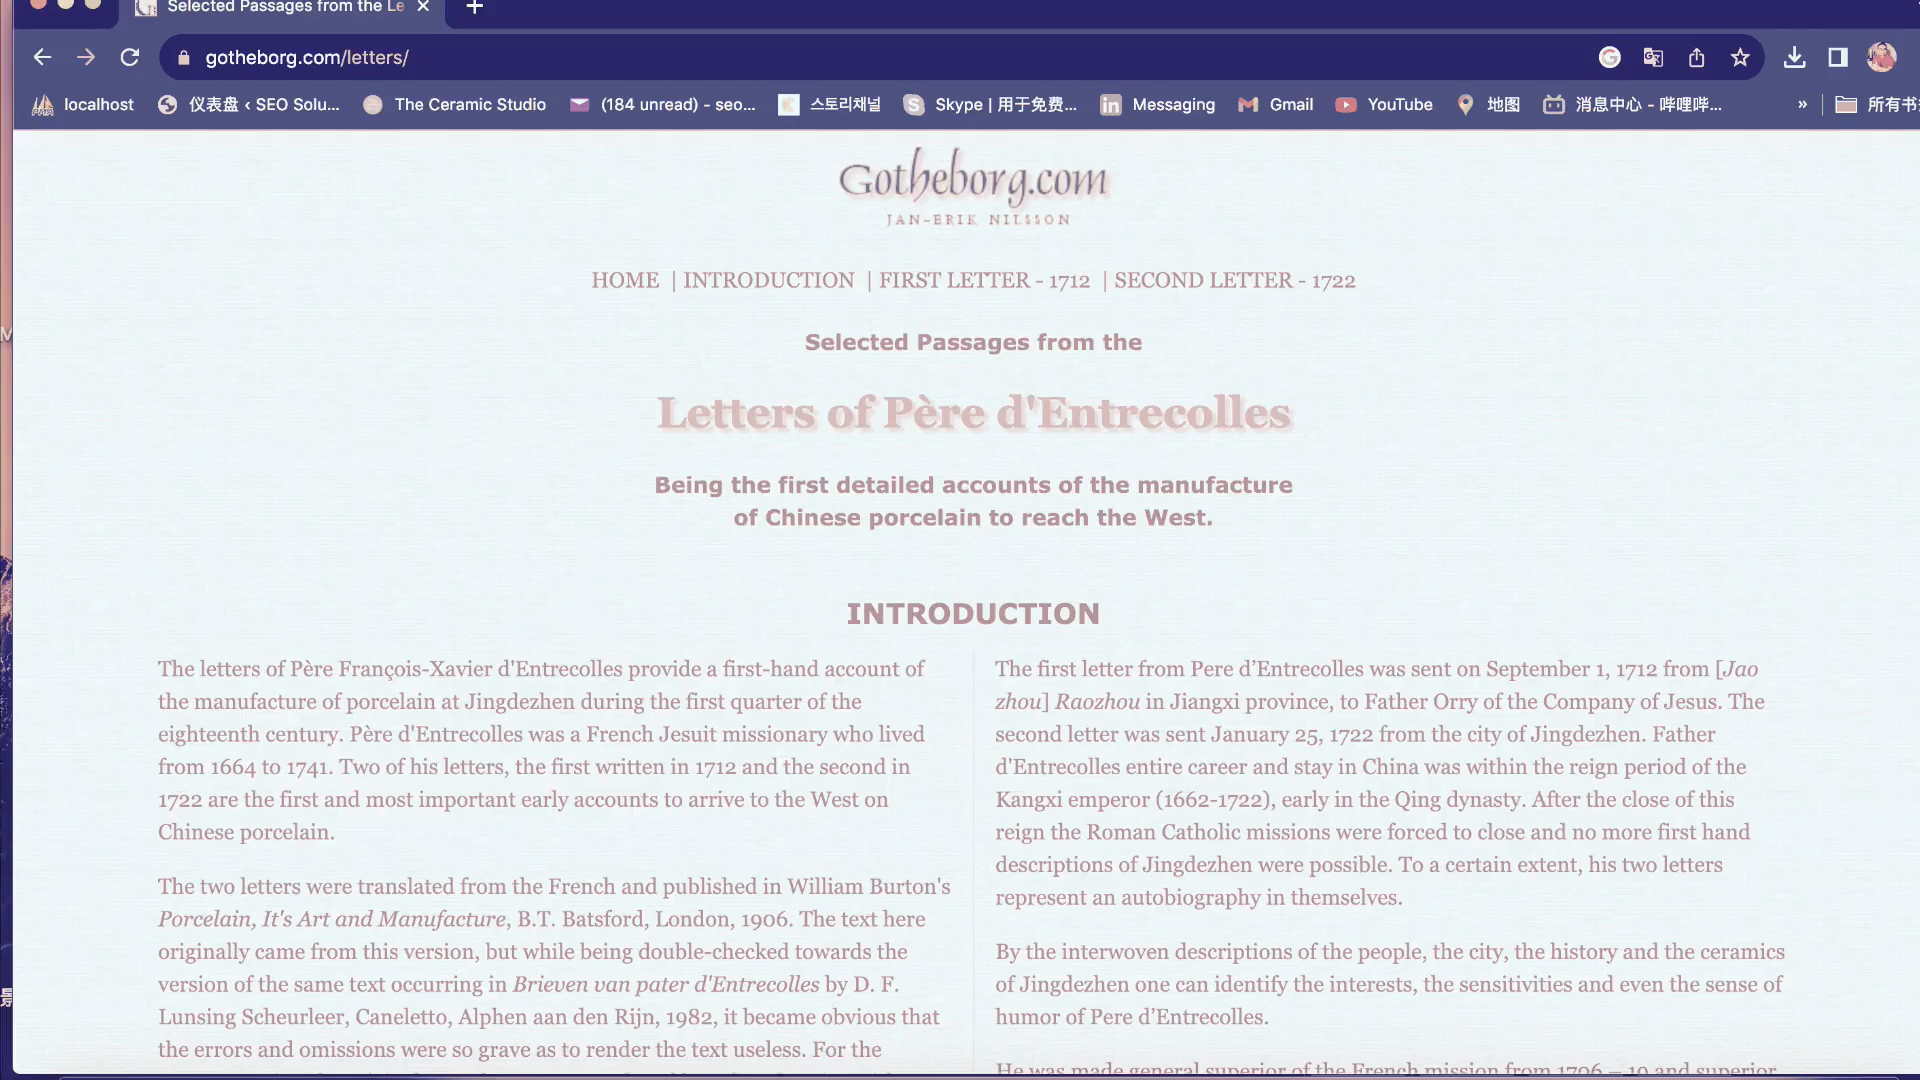 Selected Passages from the Le
gotheborg.com/letters/
localhost
仪表盘 ‹ SEO Solu...
The Ceramic Studio
(184 unread) - seo...
스토리채널
Skype | 用于免费...
Messaging
Gmail
YouTube
地图
消息中心 - 哔哩哔...
»
所有书
Gotheborg.com
JAN-ERIK NILSSON
HOME | INTRODUCTION | FIRST LETTER - 1712 | SECOND LETTER - 1722
Selected Passages from the
Letters of Père d'Entrecolles
Being the first detailed accounts of the manufacture
of Chinese porcelain to reach the West.
INTRODUCTION
The letters of Père François-Xavier d'Entrecolles provide a first-hand account of
the manufacture of porcelain at Jingdezhen during the first quarter of the
eighteenth century. Père d'Entrecolles was a French Jesuit missionary who lived
from 1664 to 1741. Two of his letters, the first written in 1712 and the second in
1722 are the first and most important early accounts to arrive to the West on
Chinese porcelain.
The two letters were translated from the French and published in William Burton's
Porcelain, It's Art and Manufacture, B.T. Batsford, London, 1906. The text here
originally came from this version, but while being double-checked towards the
version of the same text occurring in Brieven van pater d'Entrecolles by D. F.
Lunsing Scheurleer, Caneletto, Alphen aan den Rijn, 1982, it became obvious that
the errors and omissions were so grave as to render the text useless. For the
The first letter from Pere d’Entrecolles was sent on September 1, 1712 from [Jao
zhou] Raozhou in Jiangxi province, to Father Orry of the Company of Jesus. The
second letter was sent January 25, 1722 from the city of Jingdezhen. Father
d'Entrecolles entire career and stay in China was within the reign period of the
Kangxi emperor (1662-1722), early in the Qing dynasty. After the close of this
reign the Roman Catholic missions were forced to close and no more first hand
descriptions of Jingdezhen were possible. To a certain extent, his two letters
represent an autobiography in themselves.
By the interwoven descriptions of the people, the city, the history and the ceramics
of Jingdezhen one can identify the interests, the sensitivities and even the sense of
humor of Pere d’Entrecolles.
He was made general superior of the French mission from 1706 – 19 and superior